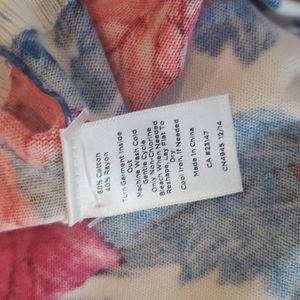 60% Cotton
40% Rayon
Turn Garment Inside
Out
Machine Wash Cold
Gentle Cycle
Only Non-Chlorine
Bleach When Needed
Reshape, Lay Flat To
Dry
Cool Iron, If Needed
Made In China
CA #23147
CN4945 12/14